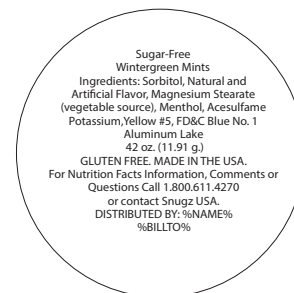 Sugar-Free
Wintergreen Mints
Ingredients: Sorbitol, Natural and
Artificial Flavor, Magnesium Stearate
(vegetable source), Menthol, Acesulfame
Potassium,Yellow #5, FD&C Blue No. 1
Aluminum Lake
42 oz. (11.91 g.)
GLUTEN FREE. MADE IN THE USA.
For Nutrition Facts Information, Comments or
Questions Call 1.800.611.4270
or contact Snugz USA.
DISTRIBUTED BY: %NAME%
%BILLTO%